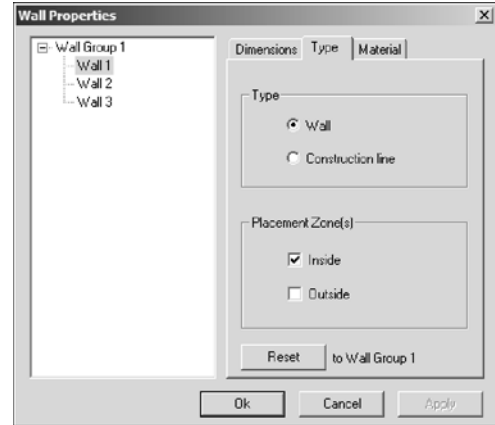 Wall Properties
Wall Group 1
Wall 1
Wall 2
Wall 3
Dimensions Type Material
Type
Wall
Construction line
Placement Zone(s)
Inside
Outside
Reset to Wall Group 1
Ok Cancel Apply